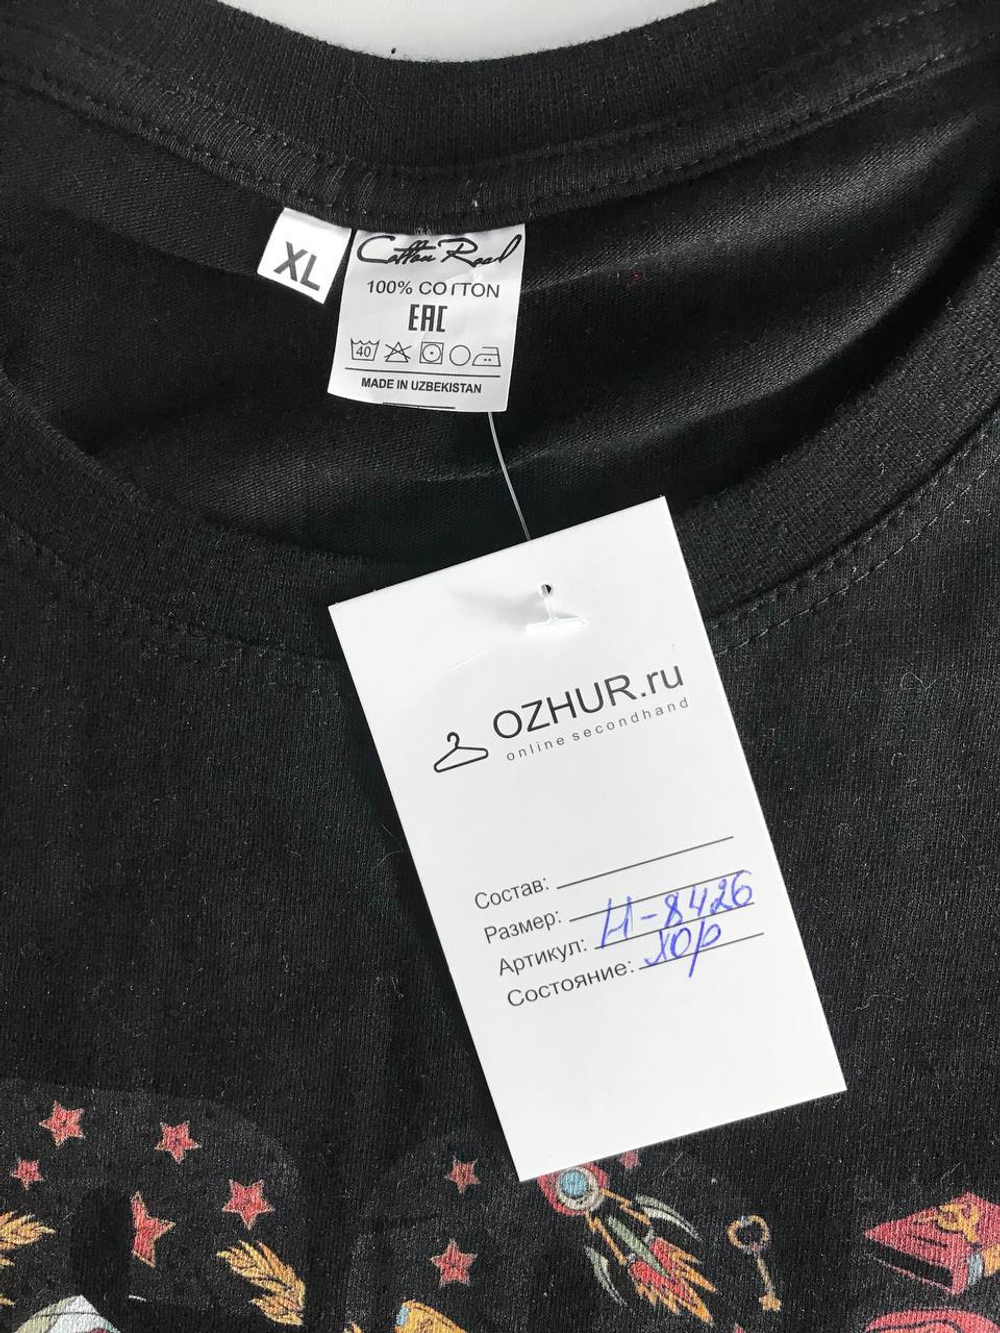 XL
Cotton Road
100% COTTON
EAC
40
MADE IN UZBEKISTAN
OZHUR.ru
online secondhand
Состав:
Размер:
Артикул: Н-8426
Состояние: хор